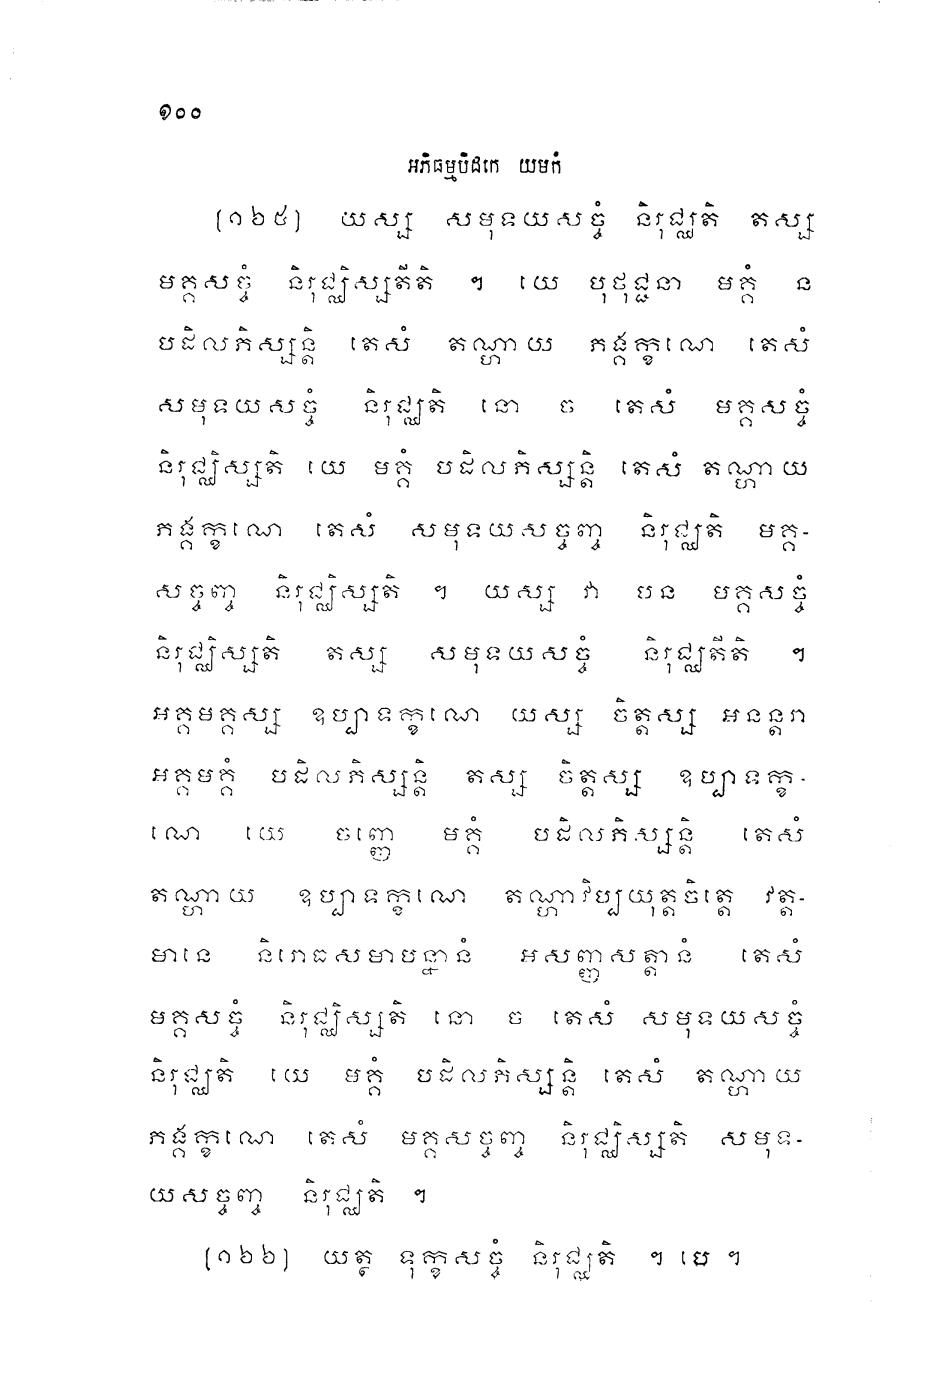 ១០០
អភិធម្មបិដកេ យមកំ
[១៦៥] យស្ស សមុទយសច្ចំ និរុជ្ឈតិ តស្ស
មគ្គសច្ចំ និរុជ្ឈិស្សតីតិ ។ យេ បុថុជ្ជនា មគ្គំ ន
បដិលភិស្សន្តិ តេសំ តណ្ហាយ ភង្គក្ខណេ តេសំ
សមុទយសច្ចំ និរុជ្ឈតិ នោ ច តេសំ មគ្គសច្ចំ
និរុជ្ឈិស្សតិ យេ មគ្គំ បដិលភិស្សន្តិ តេសំ តណ្ហាយ
ភង្គក្ខណេ តេសំ សមុទយសច្ចញ្ច និរុជ្ឈតិ មគ្គ-
សច្ចញ្ច និរុជ្ឈិស្សតិ ។ យស្ស វា បន មគ្គសច្ចំ
និរុជ្ឈិស្សតិ តស្ស សមុទយសច្ចំ និរុជ្ឈតីតិ ។
អគ្គមគ្គស្ស ឧប្បាទក្ខណេ យស្ស ចិត្តស្ស អនន្តរា
អគ្គមគ្គំ បដិលភិស្សន្តិ តស្ស ចិត្តស្ស ឧប្បាទក្ខ-
ណេ យេ ចញ្ញេ មគ្គំ បដិលភិស្សន្តិ តេសំ
តណ្ហាយ ឧប្បាទក្ខណេ តណ្ហាវិប្បយុត្តចិត្តេ វត្ត-
មានេ និរោធសមាបន្នានំ អសញ្ញសត្តានំ តេសំ
មគ្គសច្ចំ និរុជ្ឈិស្សតិ នោ ច តេសំ សមុទយសច្ចំ
និរុជ្ឈតិ យេ មគ្គំ បដិលភិស្សន្តិ តេសំ តណ្ហាយ
ភង្គក្ខណេ តេសំ មគ្គសច្ចញ្ច និរុជ្ឈិស្សតិ សមុទ-
យសច្ចញ្ច និរុជ្ឈតិ ។
[១៦៦] យត្ថ ទុក្ខសច្ចំ និរុជ្ឈតិ ។ បេ ។